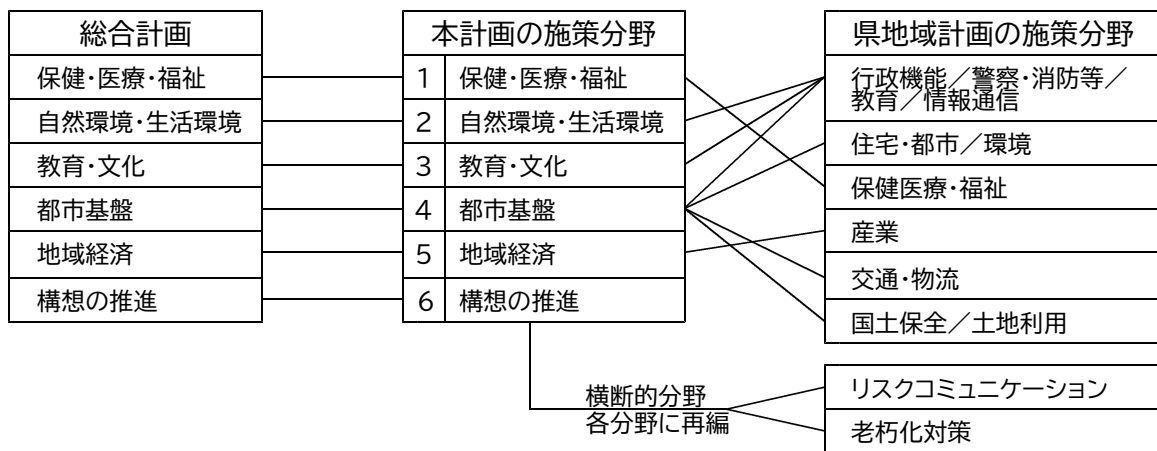 総合計画
保健・医療・福祉
自然環境・生活環境
教育・文化
都市基盤
地域経済
構想の推進
本計画の施策分野
1 保健・医療・福祉
2 自然環境・生活環境
3 教育・文化
4 都市基盤
5 地域経済
6 構想の推進
県地域計画の施策分野
行政機能／警察・消防等／
教育／情報通信
住宅・都市／環境
保健医療・福祉
産業
交通・物流
国土保全／土地利用
横断的分野
各分野に再編
リスクコミュニケーション
老朽化対策